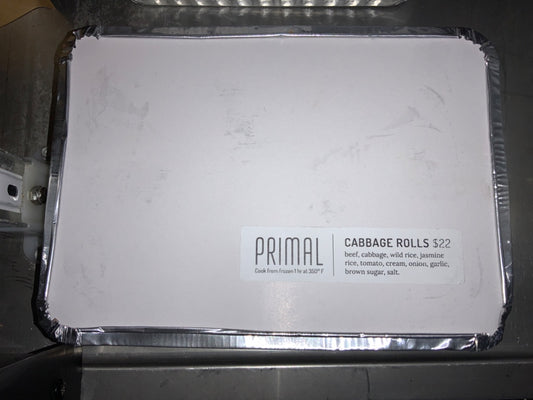 PRIMAL
Cook from frozen 1 hr at 350° F
CABBAGE ROLLS $22
beef, cabbage, wild rice, jasmine
rice, tomato, cream, onion, garlic,
brown sugar, salt.